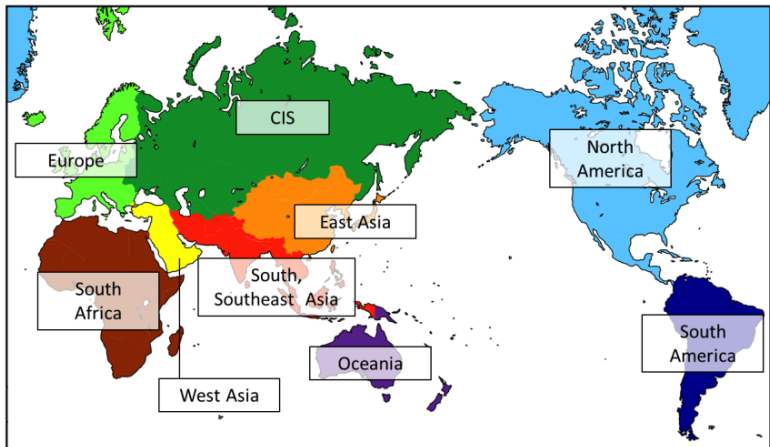 CIS
Europe
North
America
East Asia
South,
Southeast Asia
South
Africa
South
America
Oceania
West Asia